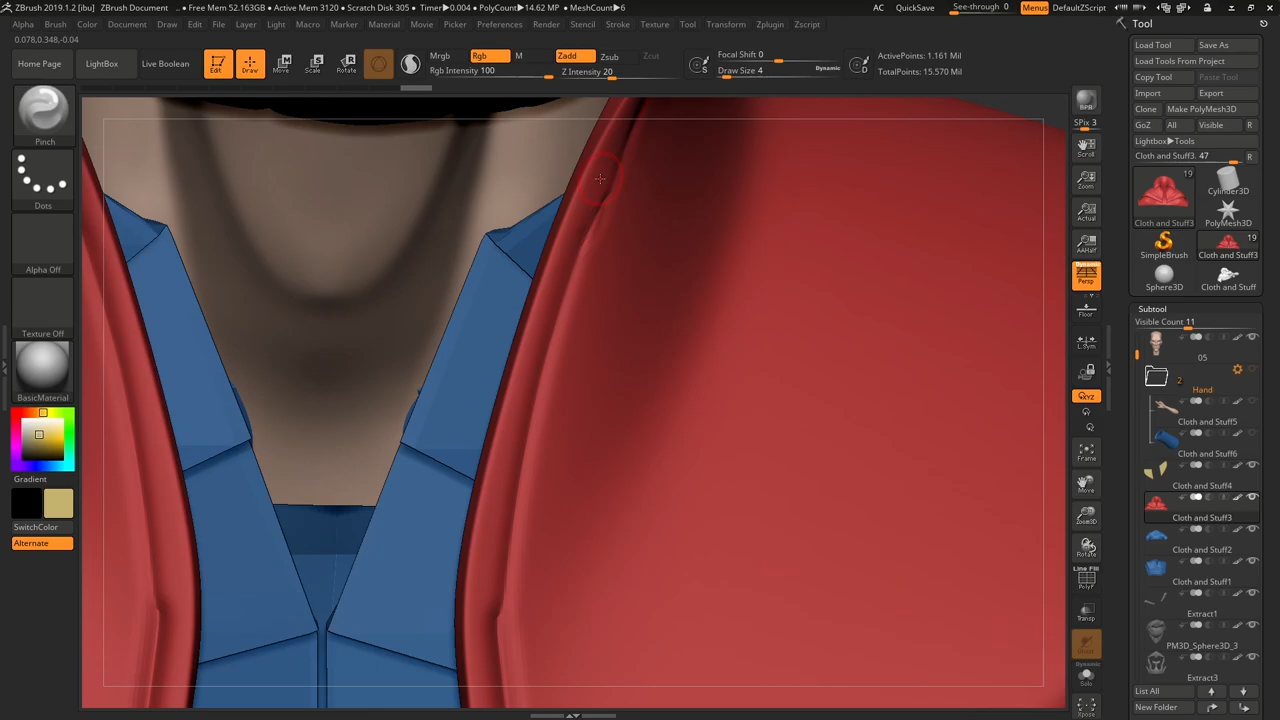 ZBrush 2019.1.2 [ibu] ZBrush Document .. • Free Mem 52.163GB • Active Mem 3120 • Scratch Disk 305 • Timer▶0.004 • PolyCount▶14.62 MP • MeshCount▶6 AC QuickSave See-through 0 Menus DefaultZScript
Alpha Brush Color Document Draw Edit File Layer Light Macro Marker Material Movie Picker Preferences Render Stencil Stroke Texture Tool Transform Zplugin Zscript
0.078,0.348,-0.04
Home Page LightBox Live Boolean Edit Draw Move Scale Rotate
Mrgb Rgb M Zadd Zsub Zcut
Rgb Intensity 100 Z Intensity 20
S Focal Shift 0
Draw Size 4 Dynamic
D ActivePoints: 1.161 Mil
TotalPoints: 15.570 Mil
Pinch
Dots
Alpha Off
Texture Off
BasicMaterial
Gradient
SwitchColor
Alternate
BPR
SPix 3
Scroll
Zoom
Actual
AAHalf
Dynamic
Persp
Floor
L.Sym
XYZ
Frame
Move
Zoom3D
Rotate
Line Fill
PolyF
Transp
Dynamic
Solo
Xpose
Tool
Load Tool Save As
Load Tools From Project
Copy Tool Paste Tool
Import Export
Clone Make PolyMesh3D
GoZ All Visible R
Lightbox▶Tools
Cloth and Stuff3. 47 R
19
Cylinder3D
Cloth and Stuff3 PolyMesh3D
19
SimpleBrush Cloth and Stuff3
Sphere3D Cloth and Stuff
Subtool
Visible Count 11
05
2
Hand
Cloth and Stuff5
Cloth and Stuff6
Cloth and Stuff4
Cloth and Stuff3
Cloth and Stuff2
Cloth and Stuff1
Extract1
PM3D_Sphere3D_3
Extract3
List All
New Folder